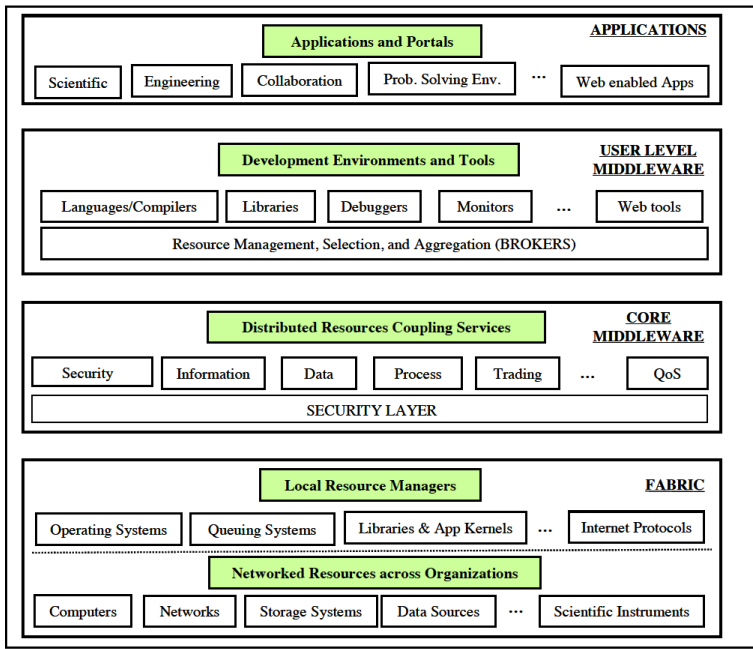 APPLICATIONS
Applications and Portals
Scientific
Engineering
Collaboration
Prob. Solving Env.
...
Web enabled Apps
USER LEVEL
MIDDLEWARE
Development Environments and Tools
Languages/Compilers
Libraries
Debuggers
Monitors
...
Web tools
Resource Management, Selection, and Aggregation (BROKERS)
CORE
MIDDLEWARE
Distributed Resources Coupling Services
Security
Information
Data
Process
Trading
...
QoS
SECURITY LAYER
FABRIC
Local Resource Managers
Operating Systems
Queuing Systems
Libraries & App Kernels
...
Internet Protocols
Networked Resources across Organizations
Computers
Networks
Storage Systems
Data Sources
...
Scientific Instruments